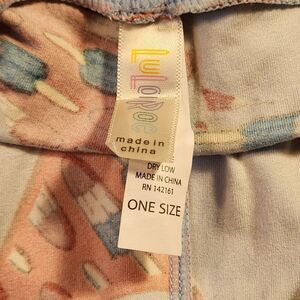 LuLaRoe
made in
china
DRY LOW
MADE IN CHINA
RN 142161
ONE SIZE